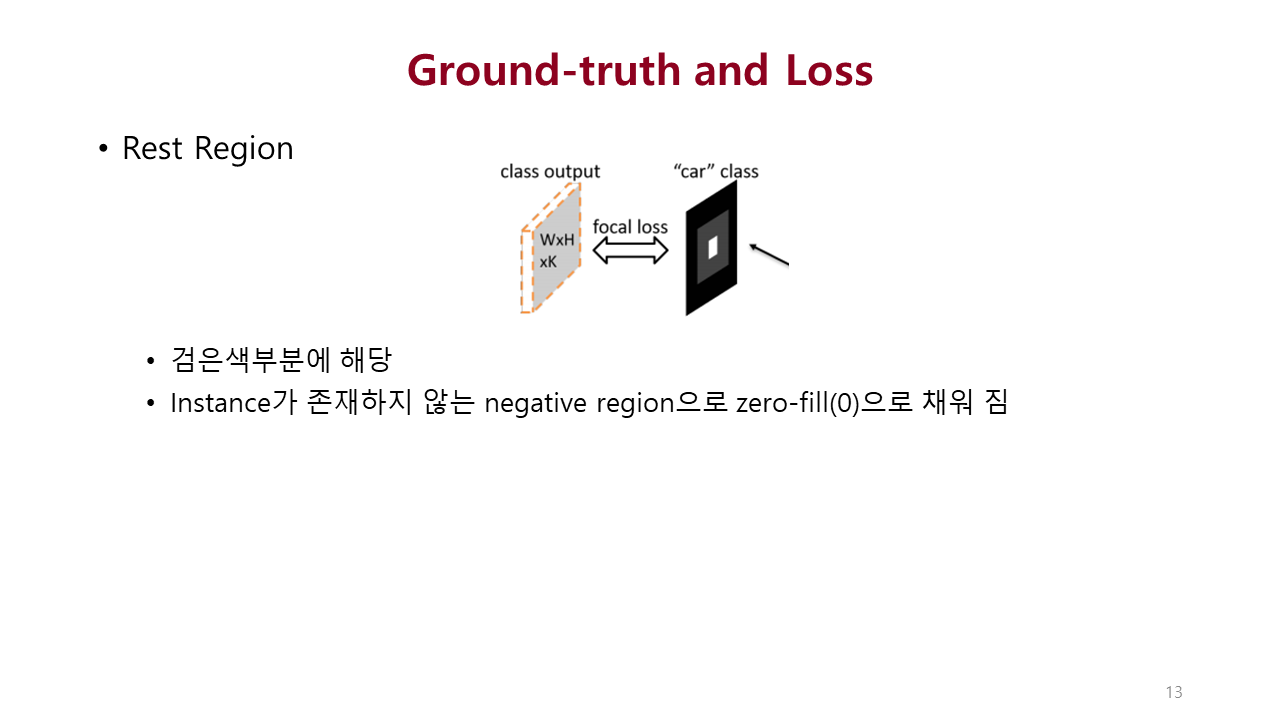 Ground-truth and Loss
• Rest Region
class output
“car” class
focal loss
WxH
xK
• 검은색부분에 해당
• Instance가 존재하지 않는 negative region으로 zero-fill(0)으로 채워 짐
13